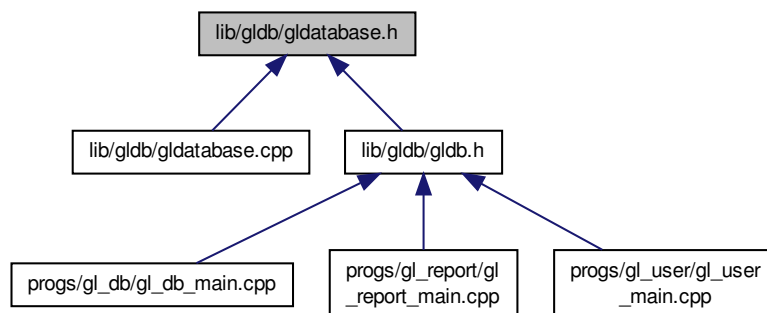 lib/gldb/gldatabase.h
lib/gldb/gldatabase.cpp
lib/gldb/gldb.h
progs/gl_db/gl_db_main.cpp
progs/gl_report/gl
_report_main.cpp
progs/gl_user/gl_user
_main.cpp